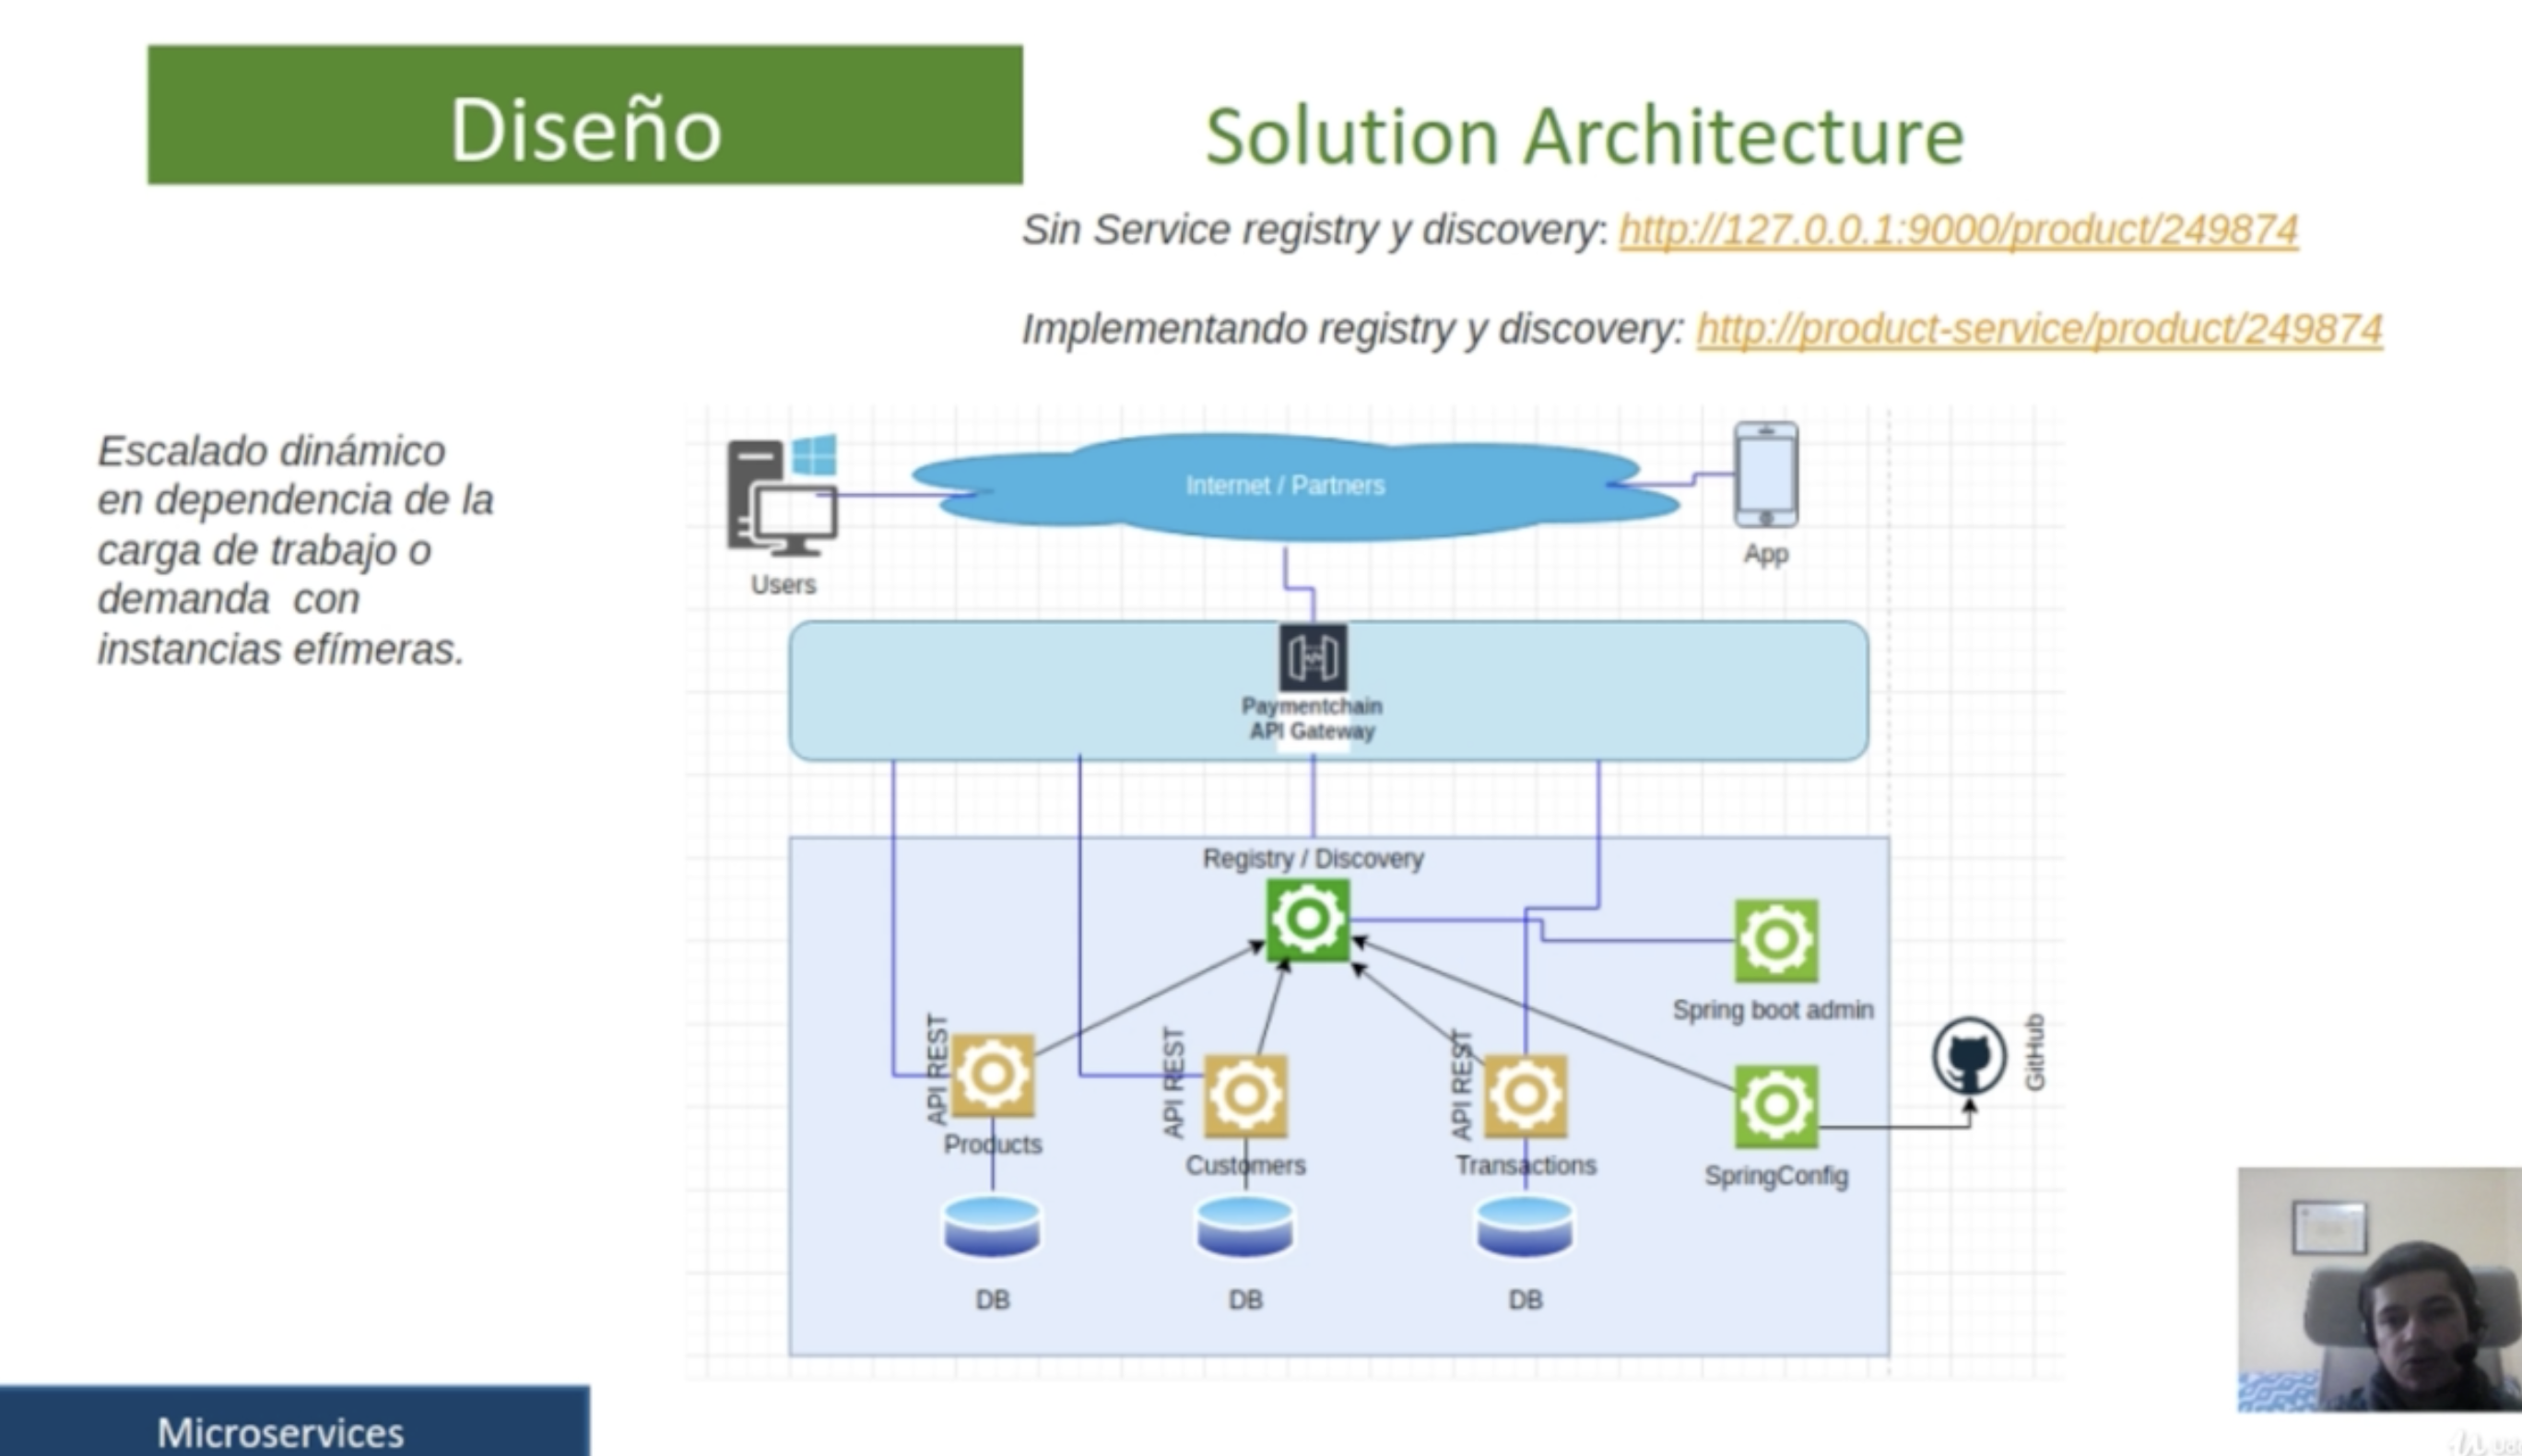 Diseño
Solution Architecture
Sin Service registry y discovery: http://127.0.0.1:9000/product/249874
Implementando registry y discovery: http://product-service/product/249874
Escalado dinámico
en dependencia de la
carga de trabajo o
demanda con
instancias efímeras.
Internet / Partners
Users
App
Paymentchain
API Gateway
Registry / Discovery
Spring boot admin
GitHub
API REST
API REST
API REST
Products
Customers
Transactions
SpringConfig
DB
DB
DB
Microservices